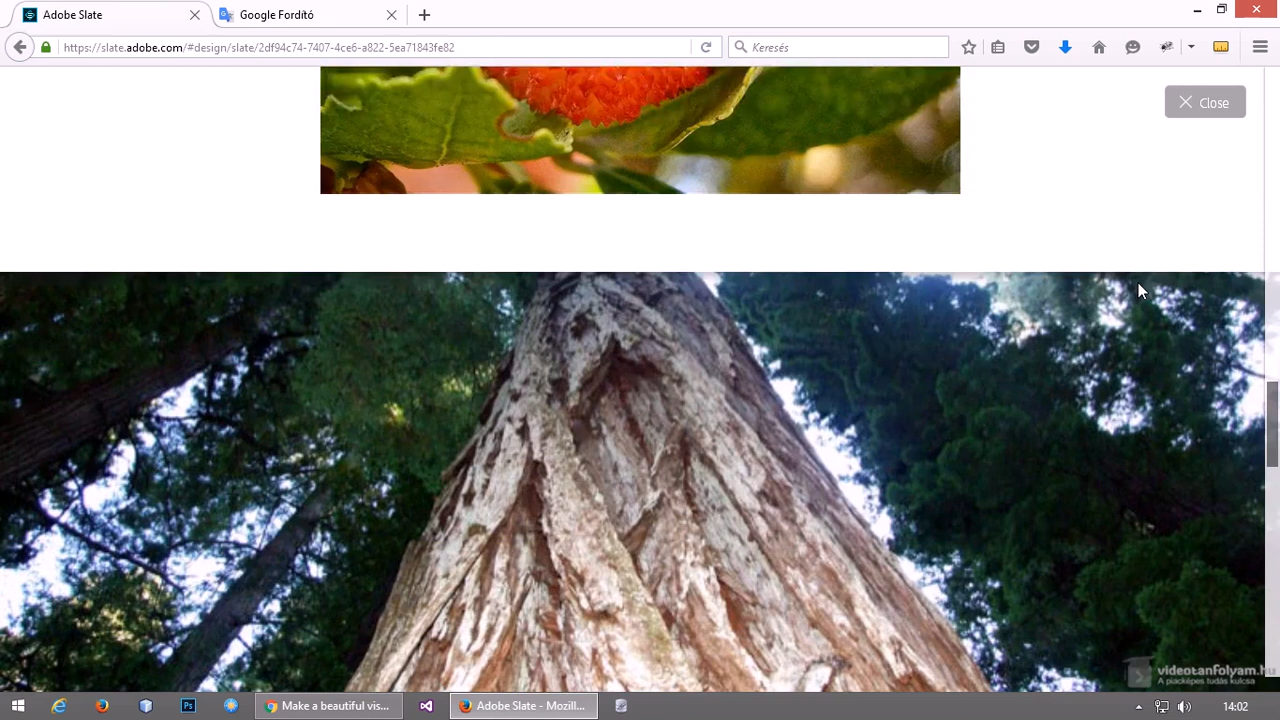 Adobe Slate
Google Fordító
https://slate.adobe.com/#design/slate/2df94c74-7407-4ce6-a822-5ea71843fe82
Keresés
Close
videotanfolyam.hu
A piacképes tudás kulcsa
Make a beautiful vis...
Adobe Slate - Mozill...
14:02